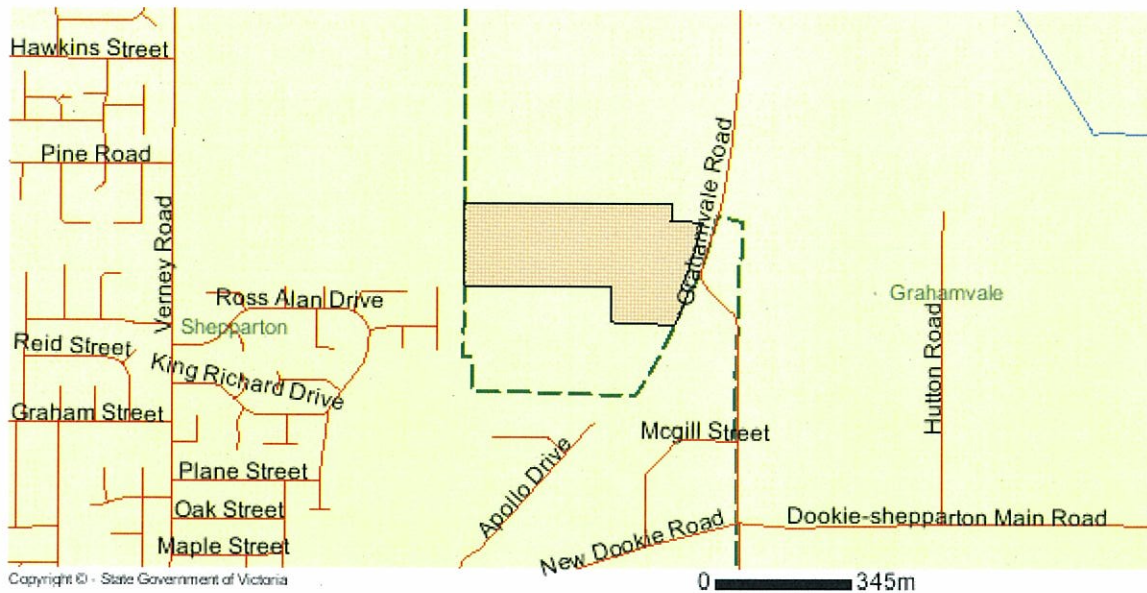 Hawkins Street
Pine Road
Verney Road
Grahamvale Road
Ross Alan Drive
Grahamvale
Shepparton
Reid Street
King Richard Drive
Hutton Road
Graham Street
Mcgill Street
Plane Street
Apollo Drive
Oak Street
New Dookie Road
Dookie-shepparton Main Road
Maple Street
Copyright © - State Government of Victoria
0 345m